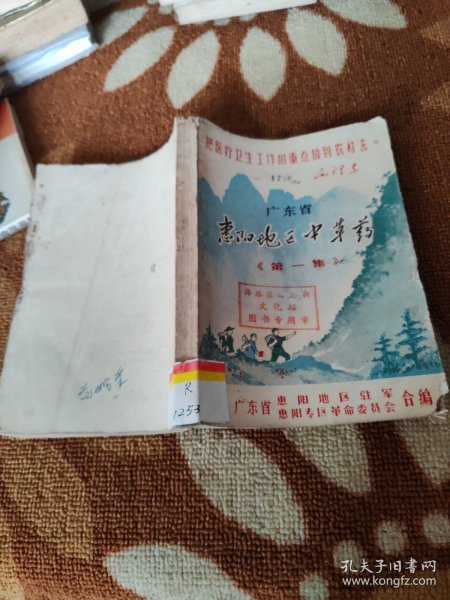 “把医疗卫生工作的重点放到农村去”
毛泽东
广东省
惠阳地区中草药
《第一集》
文化站
图书专用章
广东省
惠阳地区驻军
惠阳专区革命委员会
合编
R
1253
孔夫子旧书网
www.kongfz.com